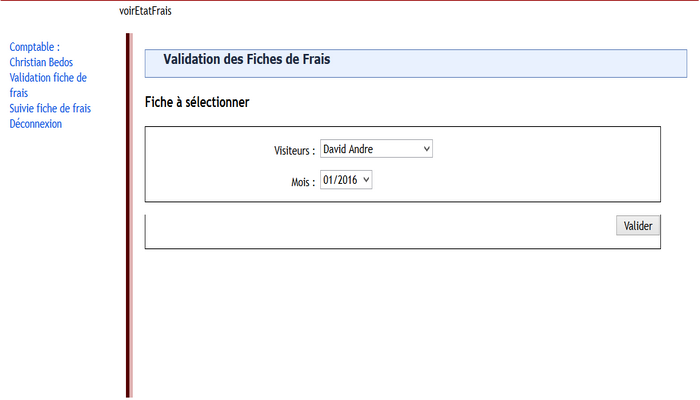 voirEtatFrais
Comptable :
Christian Bedos
Validation fiche de
frais
Suivie fiche de frais
Déconnexion
Validation des Fiches de Frais
Fiche à sélectionner
Visiteurs : David Andre
Mois : 01/2016
Valider